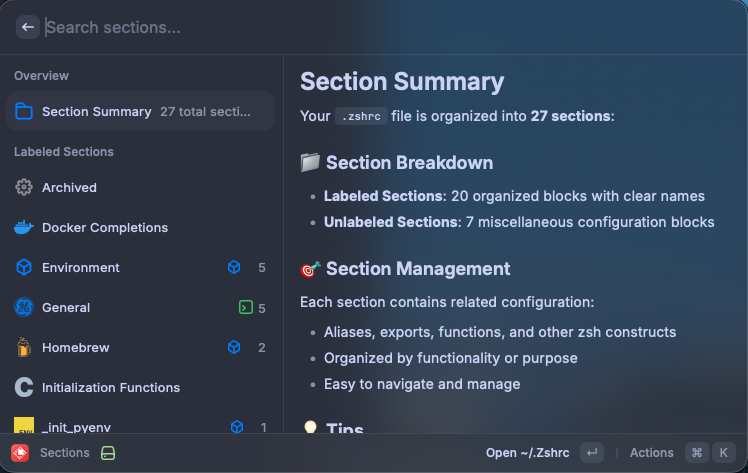 Search sections...
Overview
Section Summary 27 total secti...
Labeled Sections
Archived
Docker Completions
Environment 5
General 5
Homebrew 2
Initialization Functions
_init_pyenv 1
Section Summary
Your .zshrc file is organized into 27 sections:
Section Breakdown
• Labeled Sections: 20 organized blocks with clear names
• Unlabeled Sections: 7 miscellaneous configuration blocks
Section Management
Each section contains related configuration:
• Aliases, exports, functions, and other zsh constructs
• Organized by functionality or purpose
• Easy to navigate and manage
Tips
Sections
Open ~/.Zshrc ↵ | Actions ⌘ K